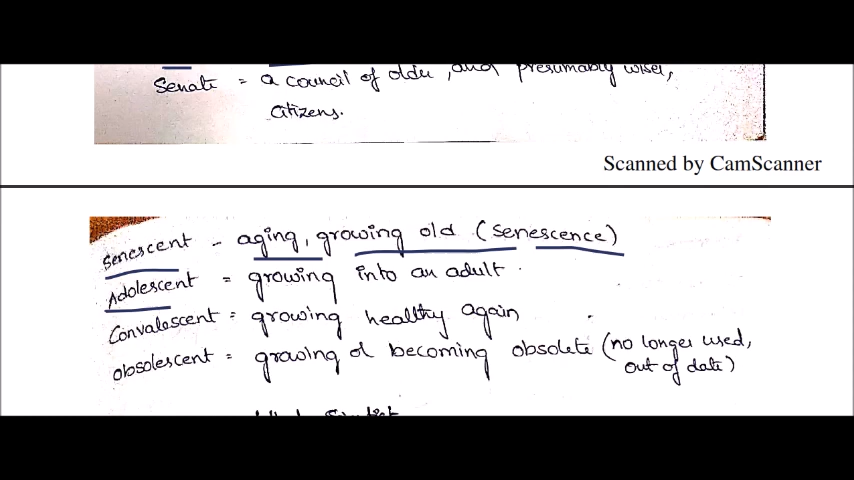 Senate = a council of older, and presumably wiser,
citizens.
Scanned by CamScanner
Senescent - aging, growing old (senescence)
Adolescent = growing into an adult.
Convalescent = growing healthy again
Obsolescent = growing or becoming obsolete (no longer used,
out of date)